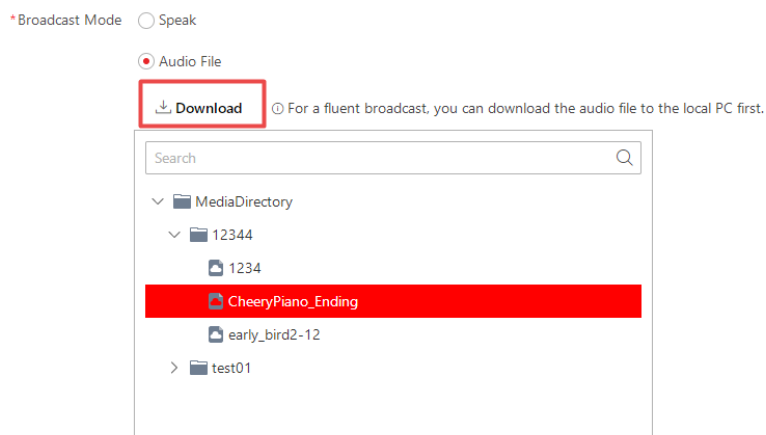 *Broadcast Mode Speak
Audio File
Download For a fluent broadcast, you can download the audio file to the local PC first.
Search
MediaDirectory
12344
1234
CheeryPiano_Ending
early_bird2-12
test01